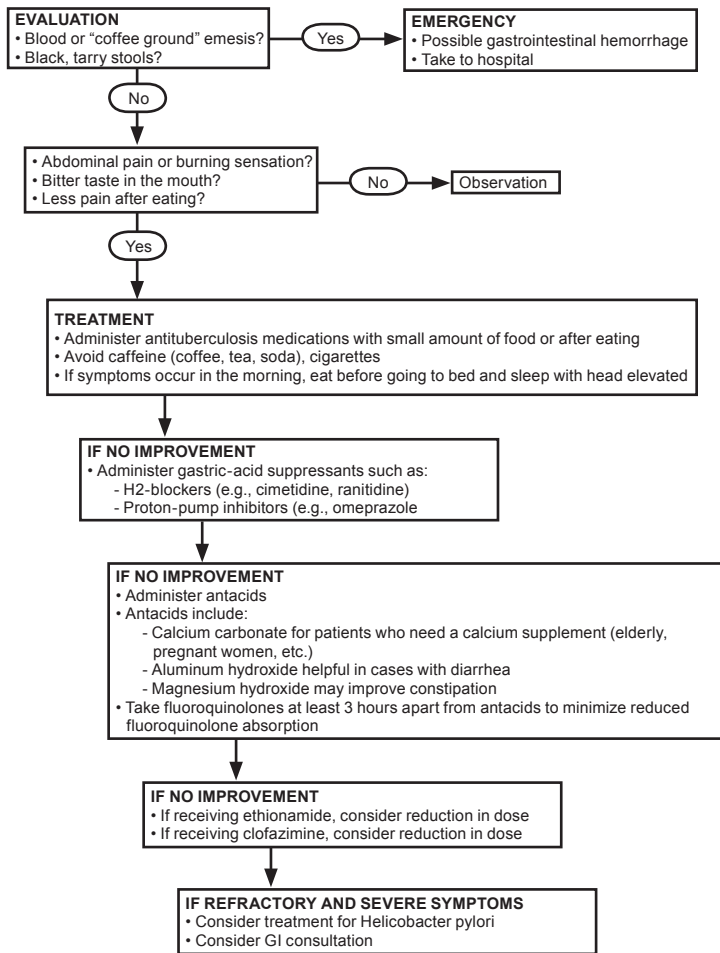 EVALUATION
• Blood or “coffee ground” emesis?
• Black, tarry stools?
Yes
EMERGENCY
• Possible gastrointestinal hemorrhage
• Take to hospital
No
• Abdominal pain or burning sensation?
• Bitter taste in the mouth?
• Less pain after eating?
No
Observation
Yes
TREATMENT
• Administer antituberculosis medications with small amount of food or after eating
• Avoid caffeine (coffee, tea, soda), cigarettes
• If symptoms occur in the morning, eat before going to bed and sleep with head elevated
IF NO IMPROVEMENT
• Administer gastric-acid suppressants such as:
- H2-blockers (e.g., cimetidine, ranitidine)
- Proton-pump inhibitors (e.g., omeprazole
IF NO IMPROVEMENT
• Administer antacids
• Antacids include:
- Calcium carbonate for patients who need a calcium supplement (elderly,
pregnant women, etc.)
- Aluminum hydroxide helpful in cases with diarrhea
- Magnesium hydroxide may improve constipation
• Take fluoroquinolones at least 3 hours apart from antacids to minimize reduced
fluoroquinolone absorption
IF NO IMPROVEMENT
• If receiving ethionamide, consider reduction in dose
• If receiving clofazimine, consider reduction in dose
IF REFRACTORY AND SEVERE SYMPTOMS
• Consider treatment for Helicobacter pylori
• Consider GI consultation